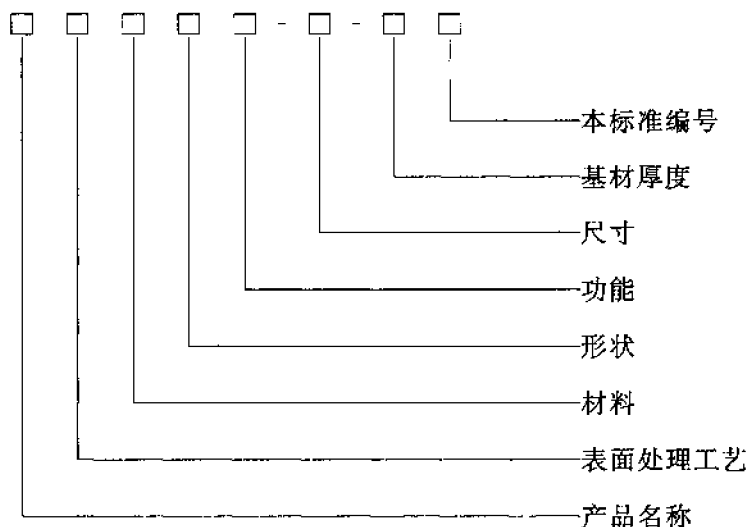 □ □ □ □ □ - □ - □ □
本标准编号
基材厚度
尺寸
功能
形状
材料
表面处理工艺
产品名称